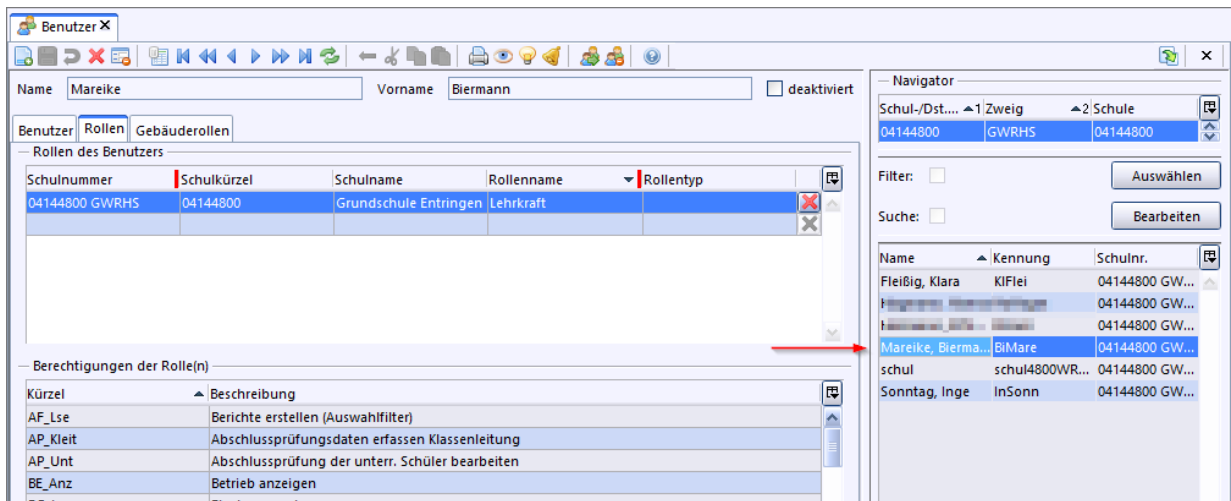 Benutzer
Name Mareike Vorname Biermann deaktiviert
Benutzer Rollen Gebäuderollen
Rollen des Benutzers
Schulnummer Schulkürzel Schulname Rollenname Rollentyp
04144800 GWRHS 04144800 Grundschule Entringen Lehrkraft
Berechtigungen der Rolle(n)
Kürzel Beschreibung
AF_Lse Berichte erstellen (Auswahlfilter)
AP_Kleit Abschlussprüfungsdaten erfassen Klassenleitung
AP_Unt Abschlussprüfung der unterr. Schüler bearbeiten
BE_Anz Betrieb anzeigen
Navigator
Schul-/Dst.... 1 Zweig 2 Schule
04144800 GWRHS 04144800
Filter: Auswählen
Suche: Bearbeiten
Name Kennung Schulnr.
Fleißig, Klara KlFlei 04144800 GW...
04144800 GW...
04144800 GW...
Mareike, Bierma... BiMare 04144800 GW...
schul schul4800WR... 04144800 GW...
Sonntag, Inge InSonn 04144800 GW...